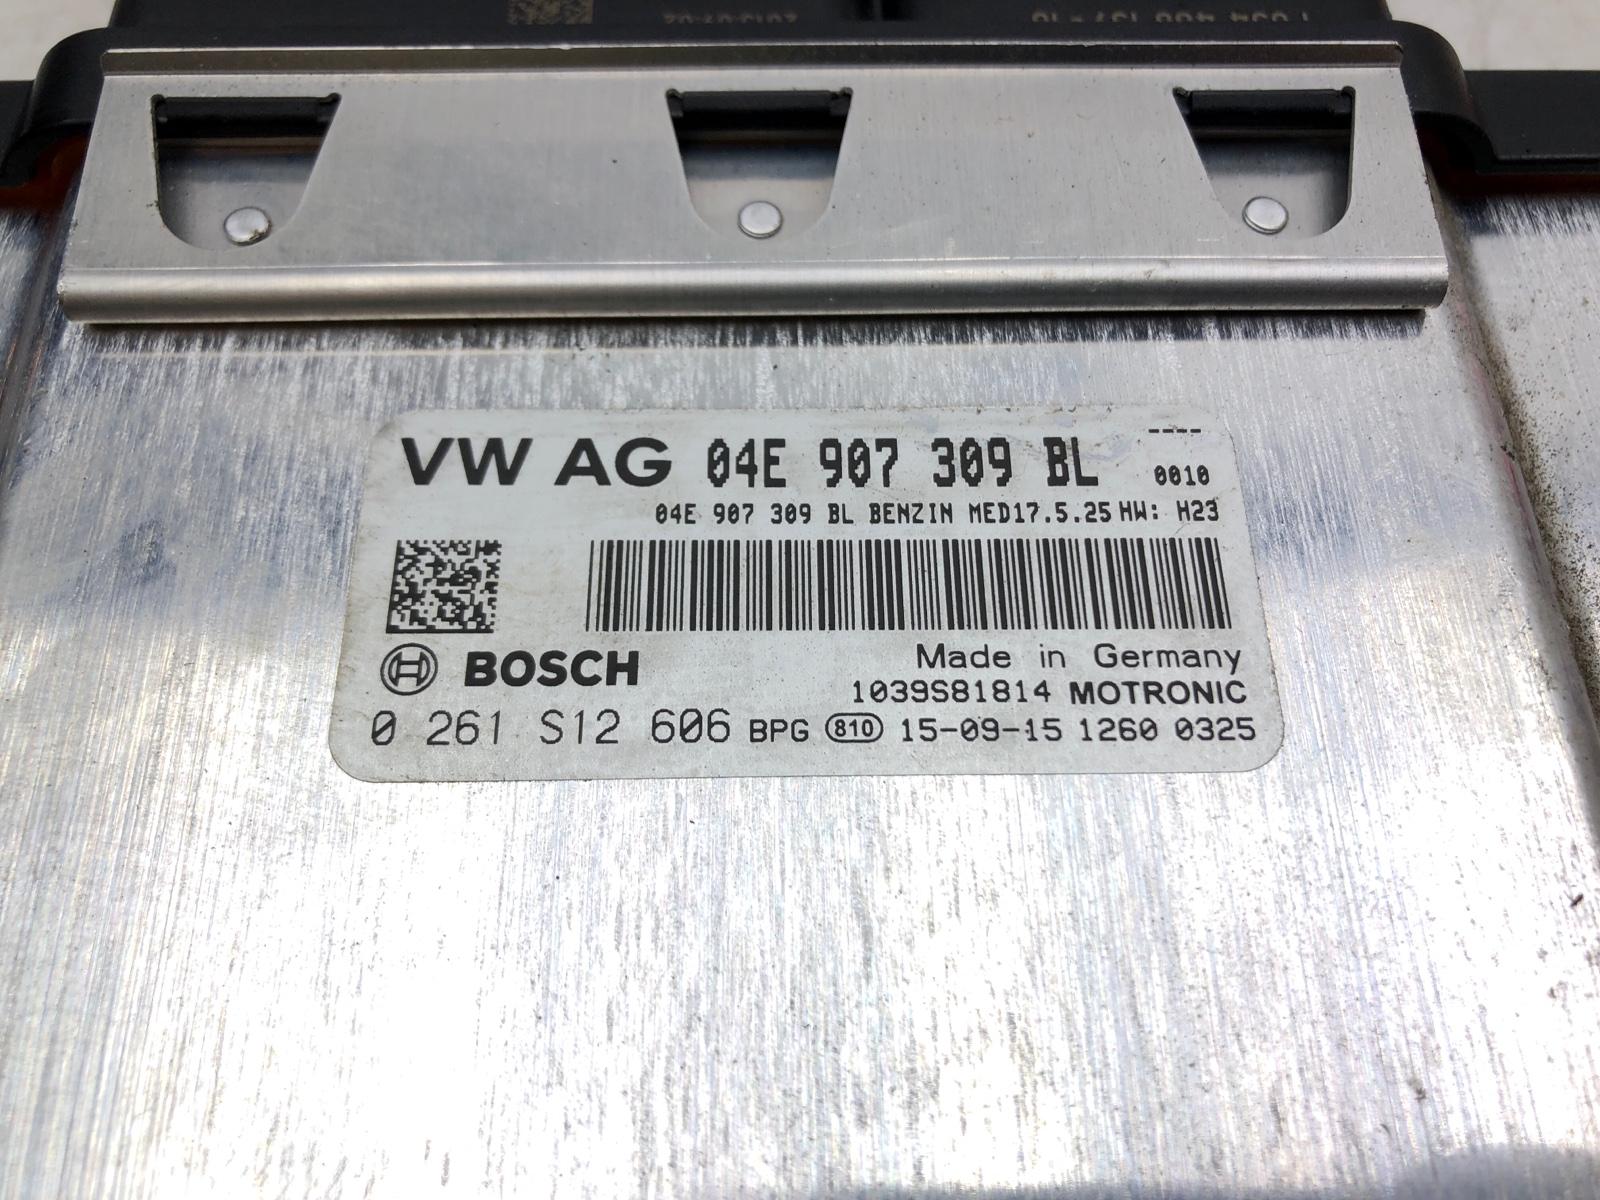 VW AG 04E 907 309 BL ---- 0010
04E 907 309 BL BENZIN MED17.5.25 HW: H23
BOSCH Made in Germany
1039S81814 MOTRONIC
0 261 S12 606 BPG 810 15-09-15 1260 0325